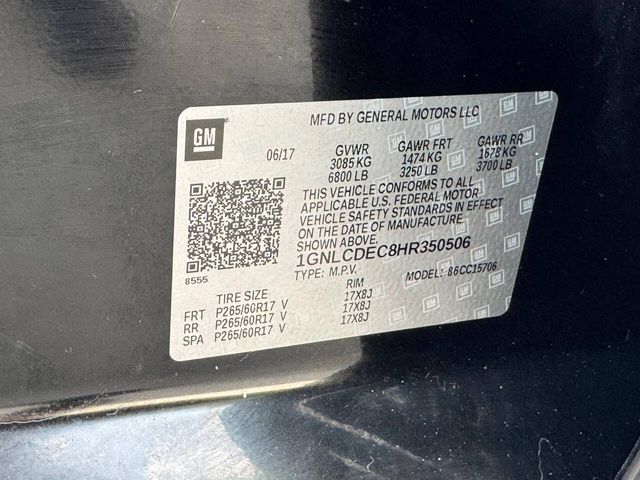 MFD BY GENERAL MOTORS LLC
GM
06/17
GVWR GAWR FRT GAWR RR
3085 KG 1474 KG 1678 KG
6800 LB 3250 LB 3700 LB
THIS VEHICLE CONFORMS TO ALL
APPLICABLE U.S. FEDERAL MOTOR
VEHICLE SAFETY STANDARDS IN EFFECT
ON THE DATE OF MANUFACTURE
SHOWN ABOVE.
1GNLCDEC8HR350506
TYPE: M.P.V. MODEL: 86CC15706
8555
TIRE SIZE RIM
FRT P265/60R17 V 17X8J
RR P265/60R17 V 17X8J
SPA P265/60R17 V 17X8J